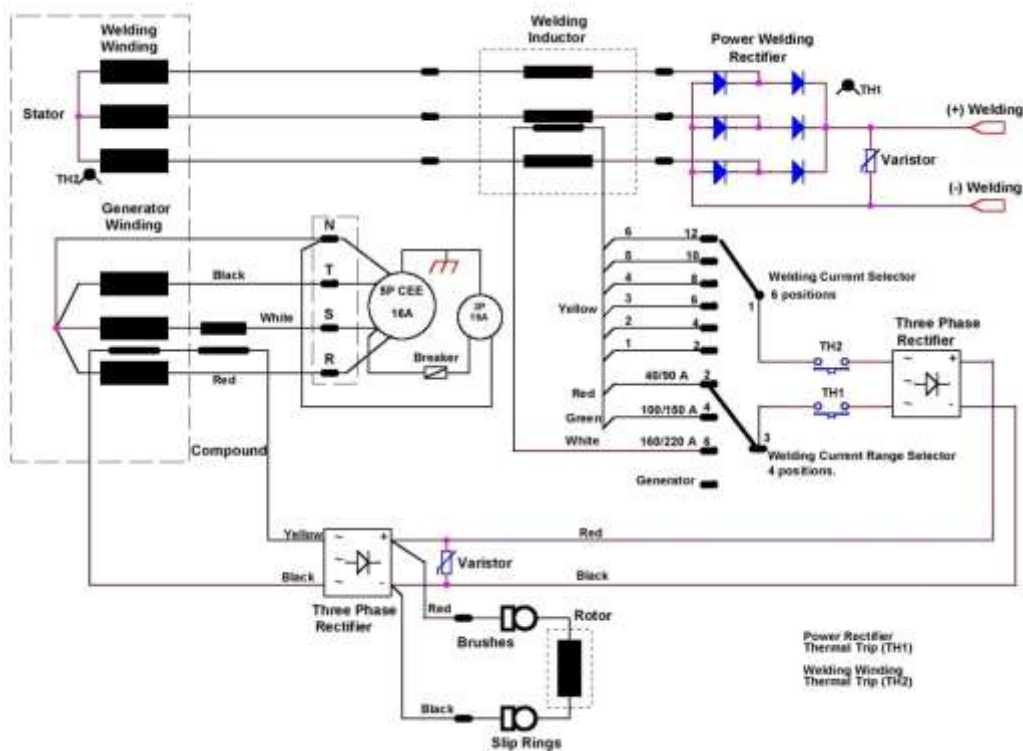 Welding
Winding
Stator
TH2
Generator
Winding
Welding
Inductor
Power Welding
Rectifier
TH1
(+) Welding
Varistor
(-) Welding
N
T
S
R
Black
White
Red
5P CEE
16A
2P
16A
Breaker
Compound
6 12
5 10
4 8
Yellow 3 6
2 4
1 2
Red 40/90 A 2
Green 100/150 A 4
White 160/220 A 6
Generator
Welding Current Selector
6 positions
1
3
Welding Current Range Selector
4 positions.
TH2
TH1
Three Phase
Rectifier
~ +
~
~ -
Yellow
Black
~ +
~
~ -
Three Phase
Rectifier
Red
Varistor
Black
Red
Brushes
Rotor
Black
Slip Rings
Power Rectifier
Thermal Trip (TH1)
Welding Winding
Thermal Trip (TH2)